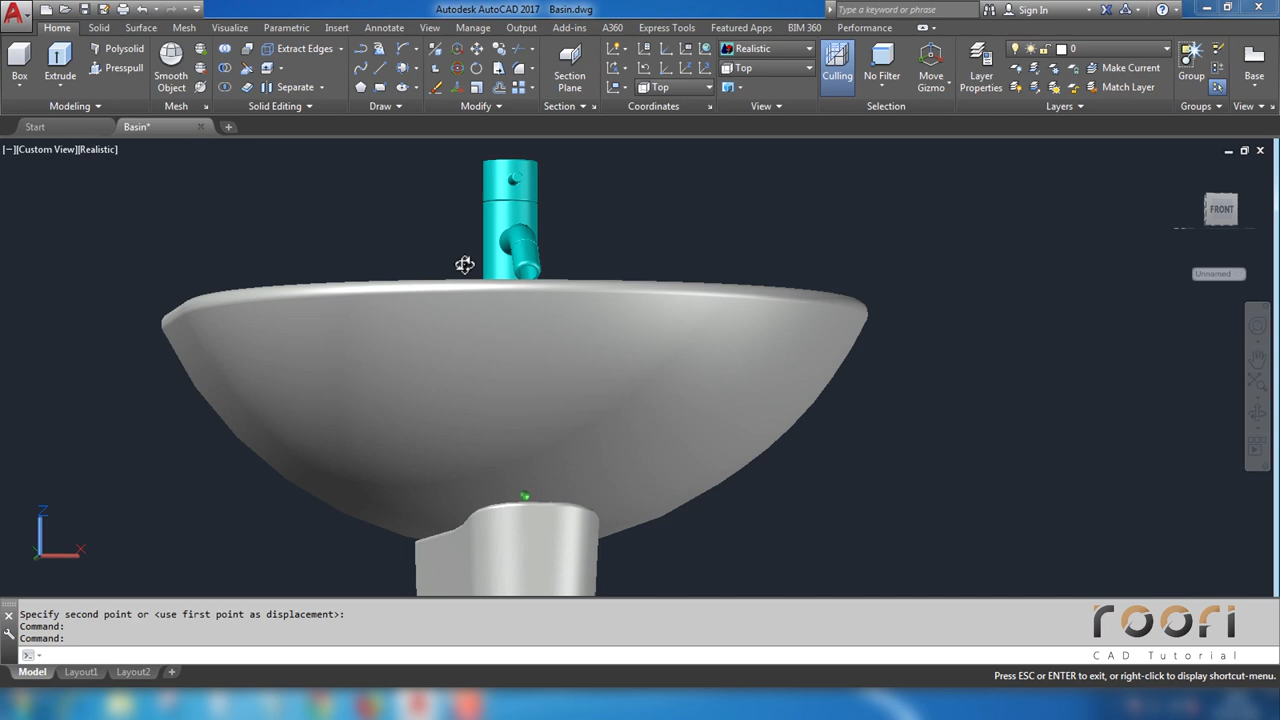 Autodesk AutoCAD 2017 Basin.dwg
Type a keyword or phrase
Sign In
Home Solid Surface Mesh Visualize Parametric Insert Annotate View Manage Output Add-ins A360 Express Tools Featured Apps BIM 360 Performance
Box
Extrude
Polysolid
Presspull
Smooth
Object
Extract Edges
Separate
Section
Plane
Realistic
Top
Top
Culling
No Filter
Move
Gizmo
Layer
Properties
0
Make Current
Match Layer
Group
Base
Modeling Mesh Solid Editing Draw Modify Section Coordinates View Selection Layers Groups View
Start Basin*
[−][Custom View][Realistic]
FRONT
Unnamed
Z
X
Specify second point or <use first point as displacement>:
Command:
Command:
roori
CAD Tutorial
Model Layout1 Layout2
Press ESC or ENTER to exit, or right-click to display shortcut-menu.